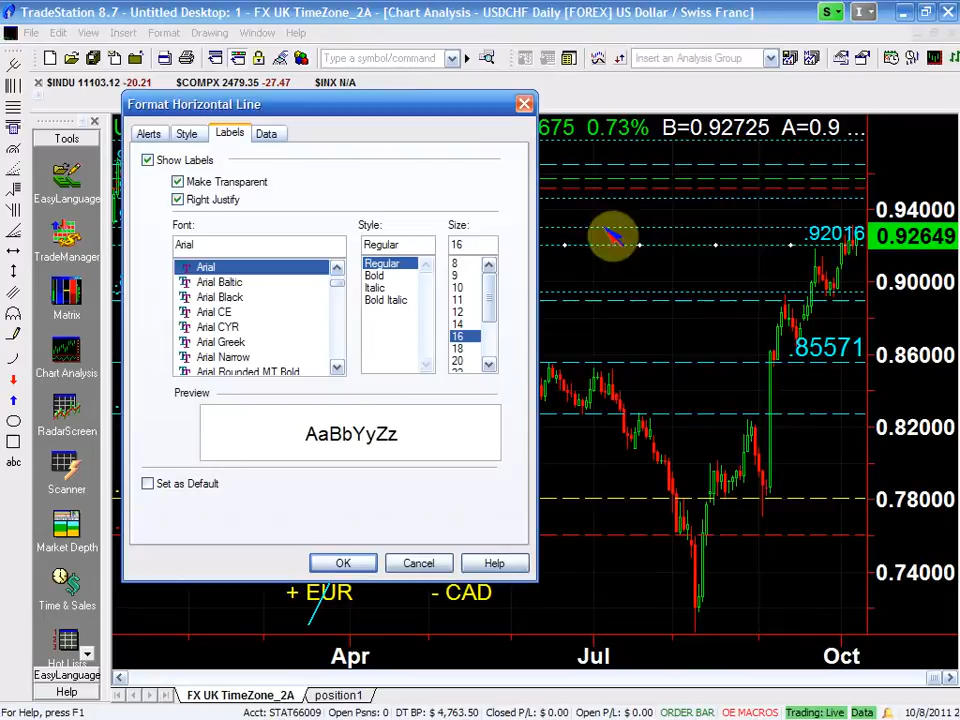 TradeStation 8.7 - Untitled Desktop: 1 - FX UK TimeZone_2A - [Chart Analysis - USDCHF Daily [FOREX] US Dollar / Swiss Franc]
S
I
File Edit View Insert Format Window Help
Type a symbol/command
Insert an Analysis Group
$INDU 11103.12 -20.21 $COMPX 2479.35 -27.47 $INX N/A
Format Horizontal Line
Alerts Style Labels Data
675 0.73% B=0.92725 A=0.9 ...
Show Labels
Make Transparent
Right Justify
Font: Style: Size:
Arial Regular 16
Arial
Arial Baltic
Arial Black
Arial CE
Arial CYR
Arial Greek
Arial Narrow
Arial Rounded MT Bold
Regular
Bold
Italic
Bold Italic
8
9
10
11
12
14
16
18
20
22
Preview
AaBbYyZz
Set as Default
OK Cancel Help
Tools
EasyLanguage
TradeManager
Matrix
Chart Analysis
RadarScreen
Scanner
Market Depth
Time & Sales
Hot Lists
EasyLanguage
Help
abc
.92016
.85571
0.94000
0.92649
0.90000
0.86000
0.82000
0.78000
0.74000
+ EUR - CAD
Apr Jul Oct
FX UK TimeZone_2A position1
For Help, press F1 Acct: STAT66009 Open Posns: 0 DT BP: $ 4,763.50 Closed P/L: $ 0.00 Open P/L: $ 0.00 ORDER BAR OE MACROS Trading: Live Data 10/8/2011 2